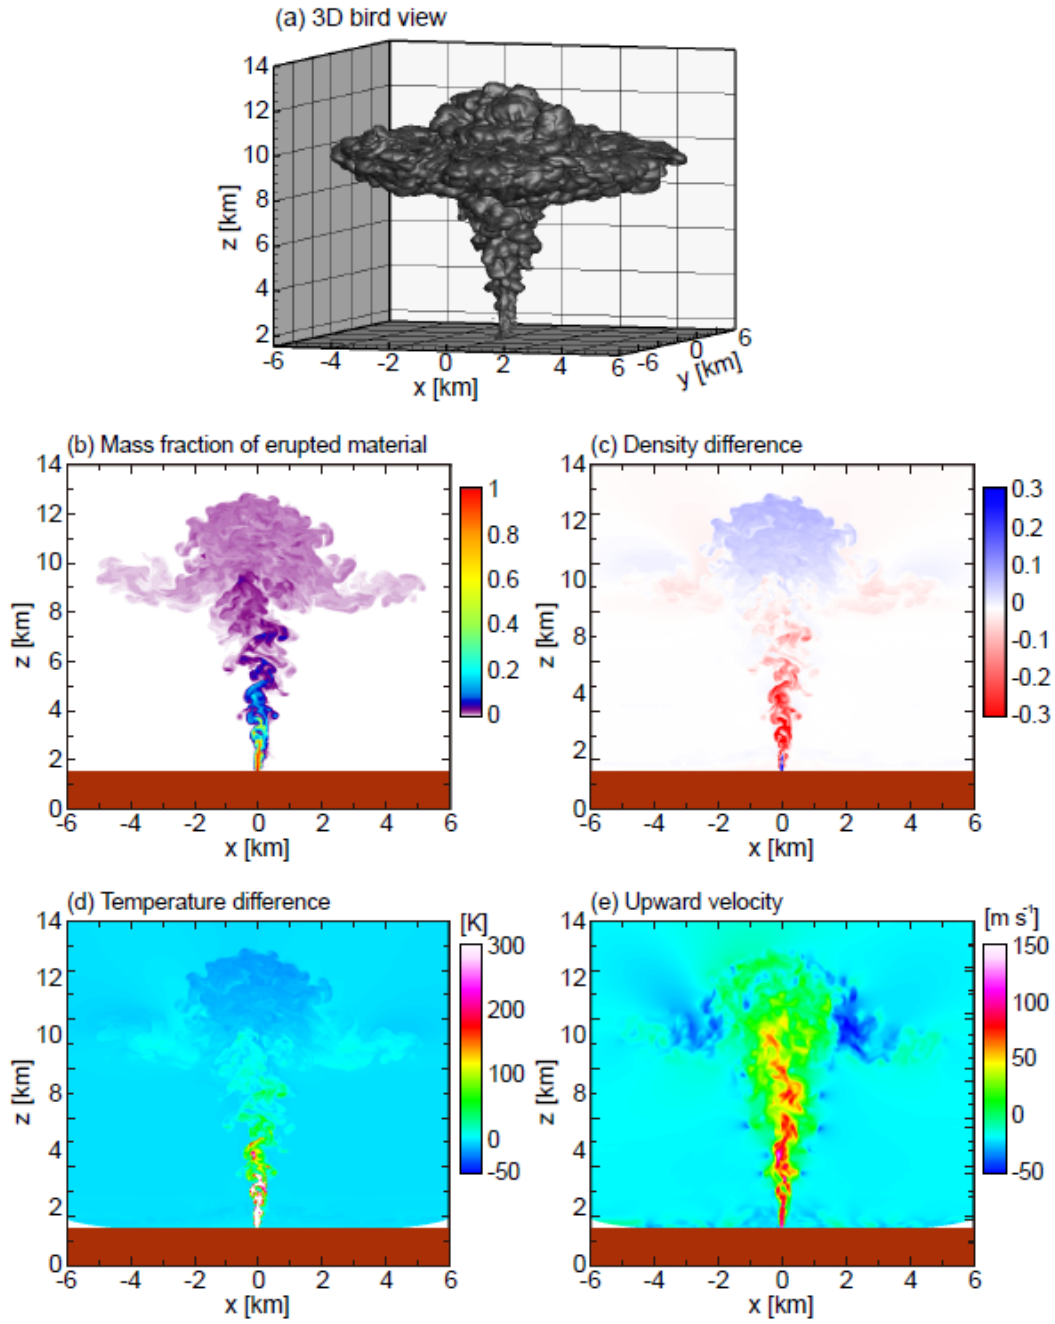 (a) 3D bird view
14
12
10
8
6
4
2
z [km]
-6 -4 -2 0 2 4 6
x [km]
-6 0 6
y [km]
(b) Mass fraction of erupted material
14
12
10
8
6
4
2
0
z [km]
-6 -4 -2 0 2 4 6
x [km]
1
0.8
0.6
0.4
0.2
0
(c) Density difference
14
12
10
8
6
4
2
0
z [km]
-6 -4 -2 0 2 4 6
x [km]
0.3
0.2
0.1
0
-0.1
-0.2
-0.3
(d) Temperature difference
14
12
10
8
6
4
2
0
z [km]
-6 -4 -2 0 2 4 6
x [km]
[K]
300
200
100
0
-50
(e) Upward velocity
14
12
10
8
6
4
2
0
z [km]
-6 -4 -2 0 2 4 6
x [km]
[m s⁻¹]
150
100
50
0
-50